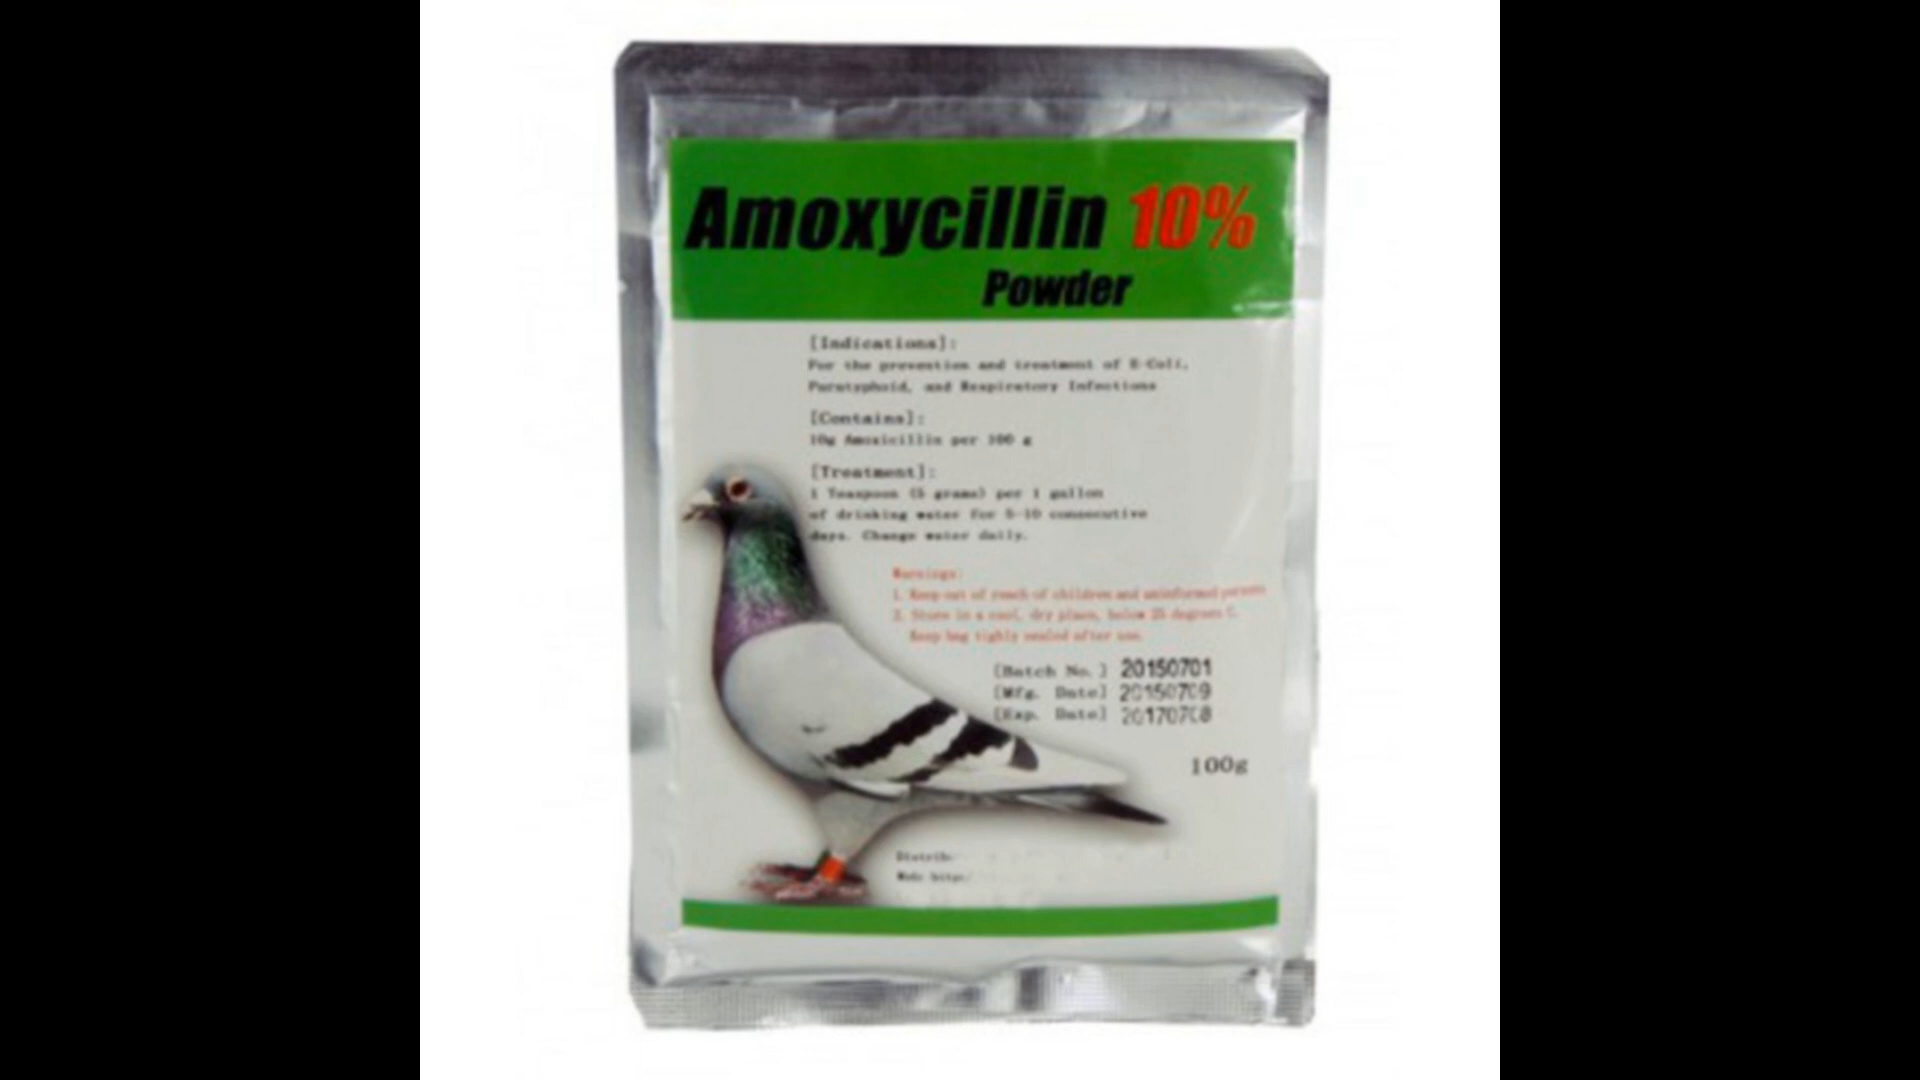 Amoxycillin 10%
Powder
[Indications]:
For the prevention and treatment of E-Coli,
Paratyphoid, and Respiratory Infections
[Contains]:
10g Amoxicillin per 100 g
[Treatment]:
1 Teaspoon (5 grams) per 1 gallon
of drinking water for 5-10 consecutive
days. Change water daily.
Warnings:
1. Keep out of reach of children and uninformed persons
2. Store in a cool, dry place, below 25 degrees C.
Keep bag tightly sealed after use.
[Batch No.] 20150701
[Mfg. Date] 20150709
[Exp. Date] 20170708
100g